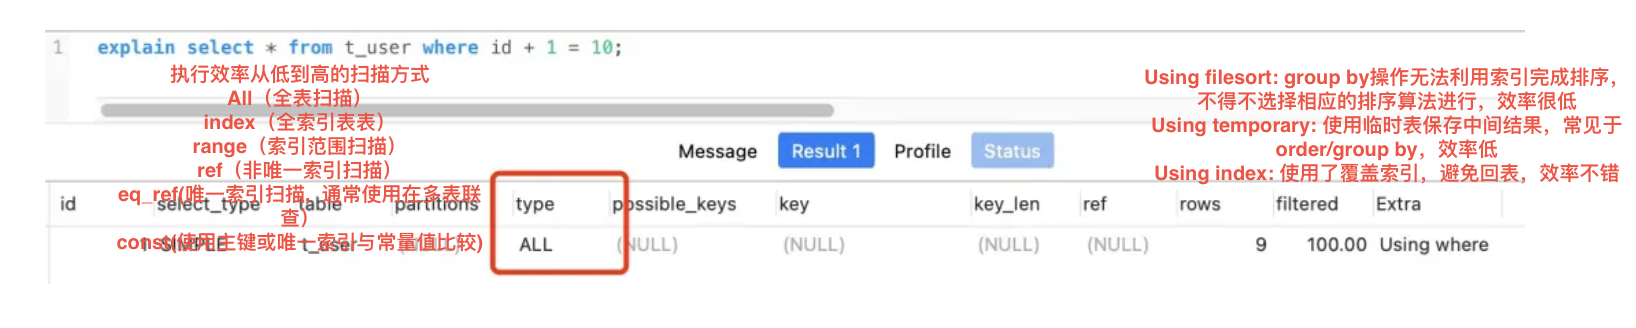 1 explain select * from t_user where id + 1 = 10;
执行效率从低到高的扫描方式
All（全表扫描）
index（全索引表表）
range（索引范围扫描）
ref（非唯一索引扫描）
eq_ref(唯一索引扫描，通常使用在多表联
查）
const(使用主键或唯一索引与常量值比较)
Using filesort: group by操作无法利用索引完成排序，
不得不选择相应的排序算法进行，效率很低
Using temporary: 使用临时表保存中间结果，常见于
order/group by，效率低
Using index: 使用了覆盖索引，避免回表，效率不错
Message Result 1 Profile Status
id select_type table partitions type possible_keys key key_len ref rows filtered Extra
1 SIMPLE t_user (NULL) ALL (NULL) (NULL) (NULL) (NULL) 9 100.00 Using where